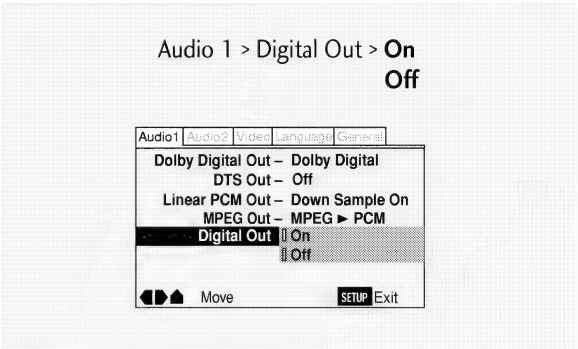 Audio 1 > Digital Out > On
Off
Audio1 Audio2 Video Language General
Dolby Digital Out – Dolby Digital
DTS Out – Off
Linear PCM Out – Down Sample On
MPEG Out – MPEG ► PCM
Digital Out On
Off
Move SETUP Exit